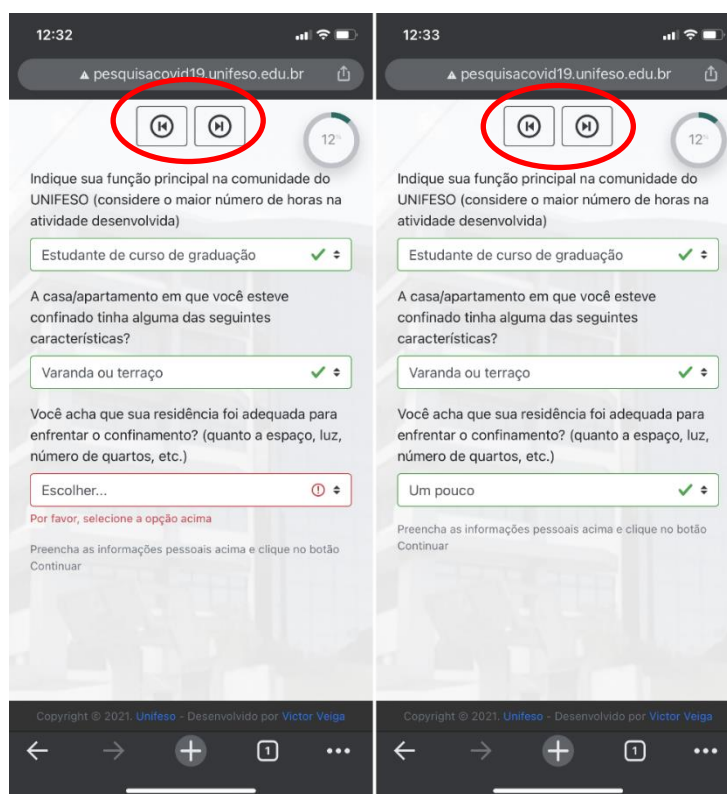 12:32
pesquisacovid19.unifeso.edu.br
12%
Indique sua função principal na comunidade do
UNIFESO (considere o maior número de horas na
atividade desenvolvida)
Estudante de curso de graduação
A casa/apartamento em que você esteve
confinado tinha alguma das seguintes
características?
Varanda ou terraço
Você acha que sua residência foi adequada para
enfrentar o confinamento? (quanto a espaço, luz,
número de quartos, etc.)
Escolher...
Por favor, selecione a opção acima
Preencha as informações pessoais acima e clique no botão
Continuar
Copyright © 2021. Unifeso - Desenvolvido por Victor Veiga
1
12:33
pesquisacovid19.unifeso.edu.br
12%
Indique sua função principal na comunidade do
UNIFESO (considere o maior número de horas na
atividade desenvolvida)
Estudante de curso de graduação
A casa/apartamento em que você esteve
confinado tinha alguma das seguintes
características?
Varanda ou terraço
Você acha que sua residência foi adequada para
enfrentar o confinamento? (quanto a espaço, luz,
número de quartos, etc.)
Um pouco
Preencha as informações pessoais acima e clique no botão
Continuar
Copyright © 2021. Unifeso - Desenvolvido por Victor Veiga
1